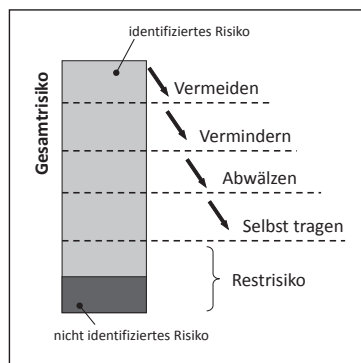 identifiziertes Risiko
Gesamtrisiko
Vermeiden
Vermindern
Abwälzen
Selbst tragen
Restrisiko
nicht identifiziertes Risiko